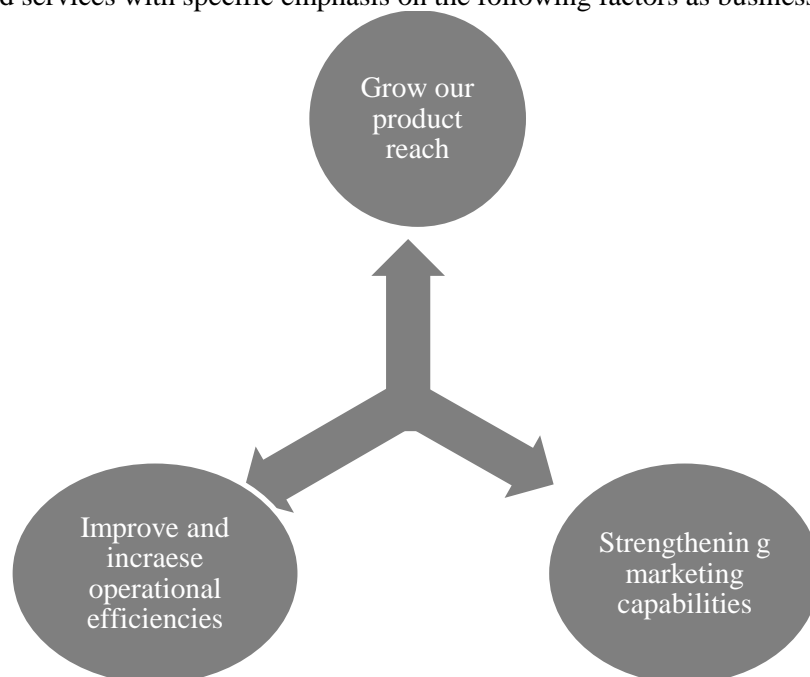 d services with specific emphasis on the following factors as business
Grow our
product
reach
Improve and
incraese
operational
efficiencies
Strengthenin g
marketing
capabilities